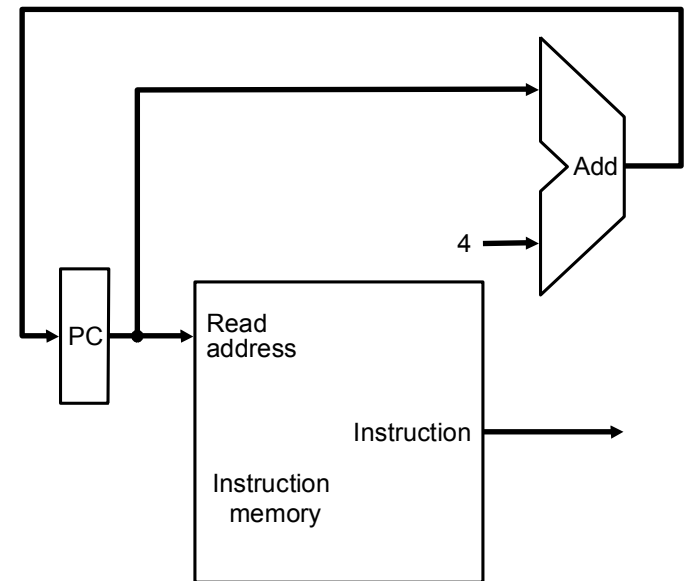 Add
4
PC
Read
address
Instruction
Instruction
memory